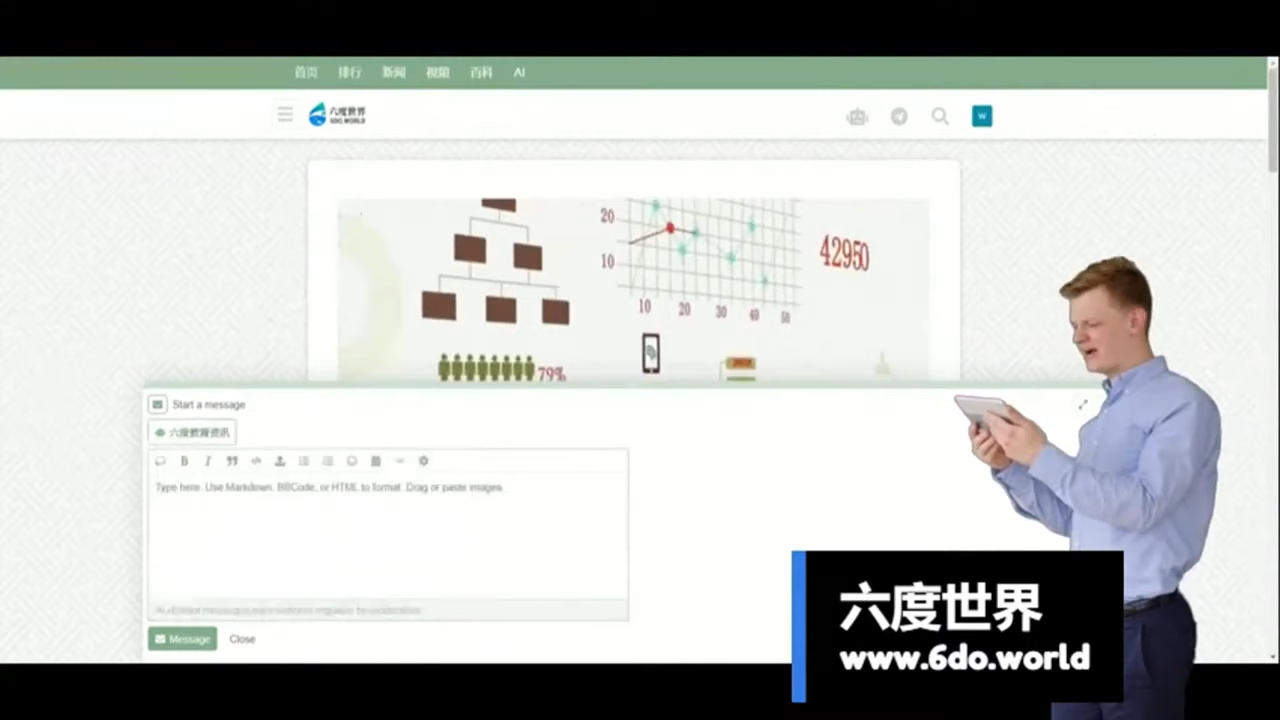 首页 排行 新闻 视频 百科 AI
六度世界
6DO.WORLD
W
20
10
10 20 30 40 50
42950
79%
Start a message
六度教育资讯
Type here. Use Markdown, BBCode, or HTML to format. Drag or paste images.
Message Close
六度世界
www.6do.world